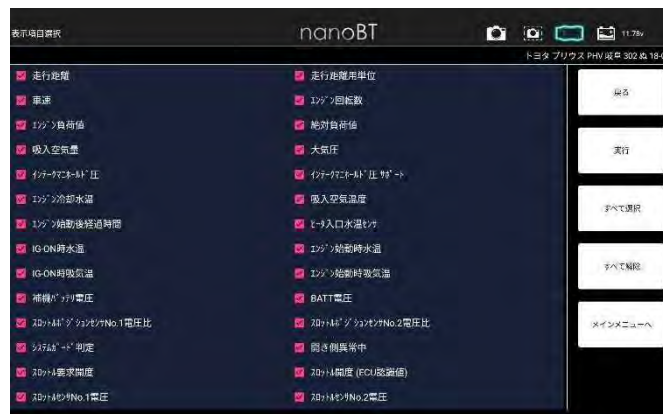 表示項目選択
nanoBT
11.78v
トヨタ プリウス PHV 岐阜 302 ぬ 18-
走行距離
走行距離用単位
車速
ｴﾝｼﾞﾝ回転数
ｴﾝｼﾞﾝ負荷値
絶対負荷値
吸入空気量
大気圧
ｲﾝﾃｰｸﾏﾆﾎｰﾙﾄﾞ圧
ｲﾝﾃｰｸﾏﾆﾎｰﾙﾄﾞ圧 ｻﾎﾟｰﾄ
ｴﾝｼﾞﾝ冷却水温
吸入空気温度
ｴﾝｼﾞﾝ始動後経過時間
ﾋｰﾀ入口水温ｾﾝｻ
IG-ON時水温
ｴﾝｼﾞﾝ始動時水温
IG-ON時吸気温
ｴﾝｼﾞﾝ始動時吸気温
補機ﾊﾞｯﾃﾘ電圧
BATT電圧
ｽﾛｯﾄﾙﾎﾟｼﾞｼｮﾝｾﾝｻNo.1電圧比
ｽﾛｯﾄﾙﾎﾟｼﾞｼｮﾝｾﾝｻNo.2電圧比
ｼｽﾃﾑｶﾞｰﾄﾞ判定
開き側異常中
ｽﾛｯﾄﾙ要求開度
ｽﾛｯﾄﾙ開度 (ECU認識値)
ｽﾛｯﾄﾙｾﾝｻNo.1電圧
ｽﾛｯﾄﾙｾﾝｻNo.2電圧
戻る
実行
すべて選択
すべて解除
メインメニューへ